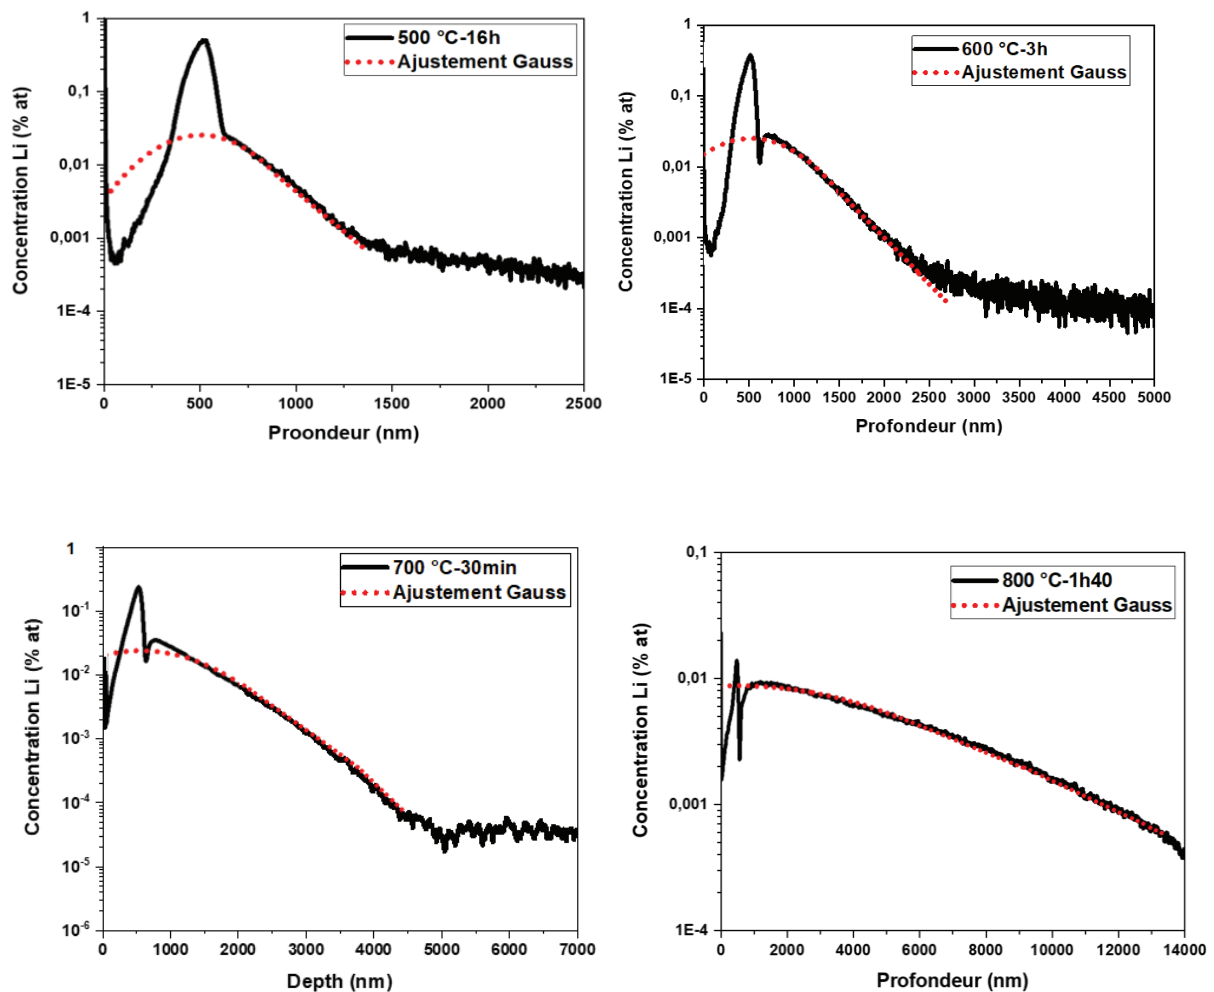 500 °C-16h
Ajustement Gauss
Concentration Li (% at)
1
0,1
0,01
0,001
1E-4
1E-5
0 500 1000 1500 2000 2500
Proondeur (nm)
600 °C-3h
Ajustement Gauss
Concentration Li (% at)
1
0,1
0,01
0,001
1E-4
1E-5
0 500 1000 1500 2000 2500 3000 3500 4000 4500 5000
Profondeur (nm)
700 °C-30min
Ajustement Gauss
Concentration Li (% at)
1
10⁻¹
10⁻²
10⁻³
10⁻⁴
10⁻⁵
10⁻⁶
0 1000 2000 3000 4000 5000 6000 7000
Depth (nm)
800 °C-1h40
Ajustement Gauss
Concentration Li (% at)
0,1
0,01
0,001
1E-4
0 2000 4000 6000 8000 10000 12000 14000
Profondeur (nm)